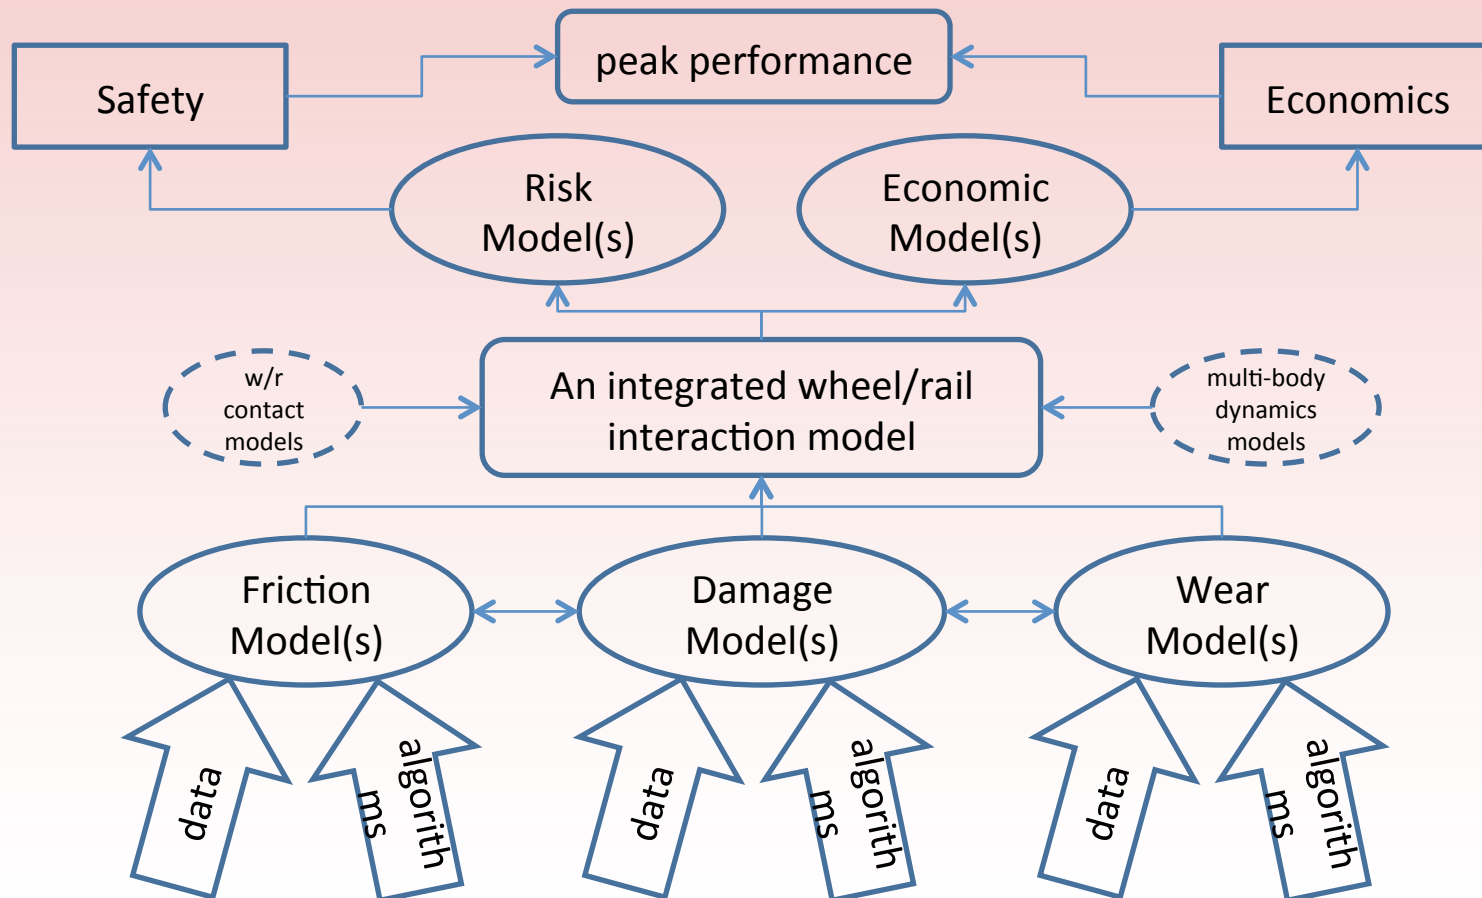 peak performance
Safety
Economics
Risk
Model(s)
Economic
Model(s)
w/r
contact
models
An integrated wheel/rail
interaction model
multi-body
dynamics
models
Friction
Model(s)
Damage
Model(s)
Wear
Model(s)
data
algorith
ms
data
algorith
ms
data
algorith
ms